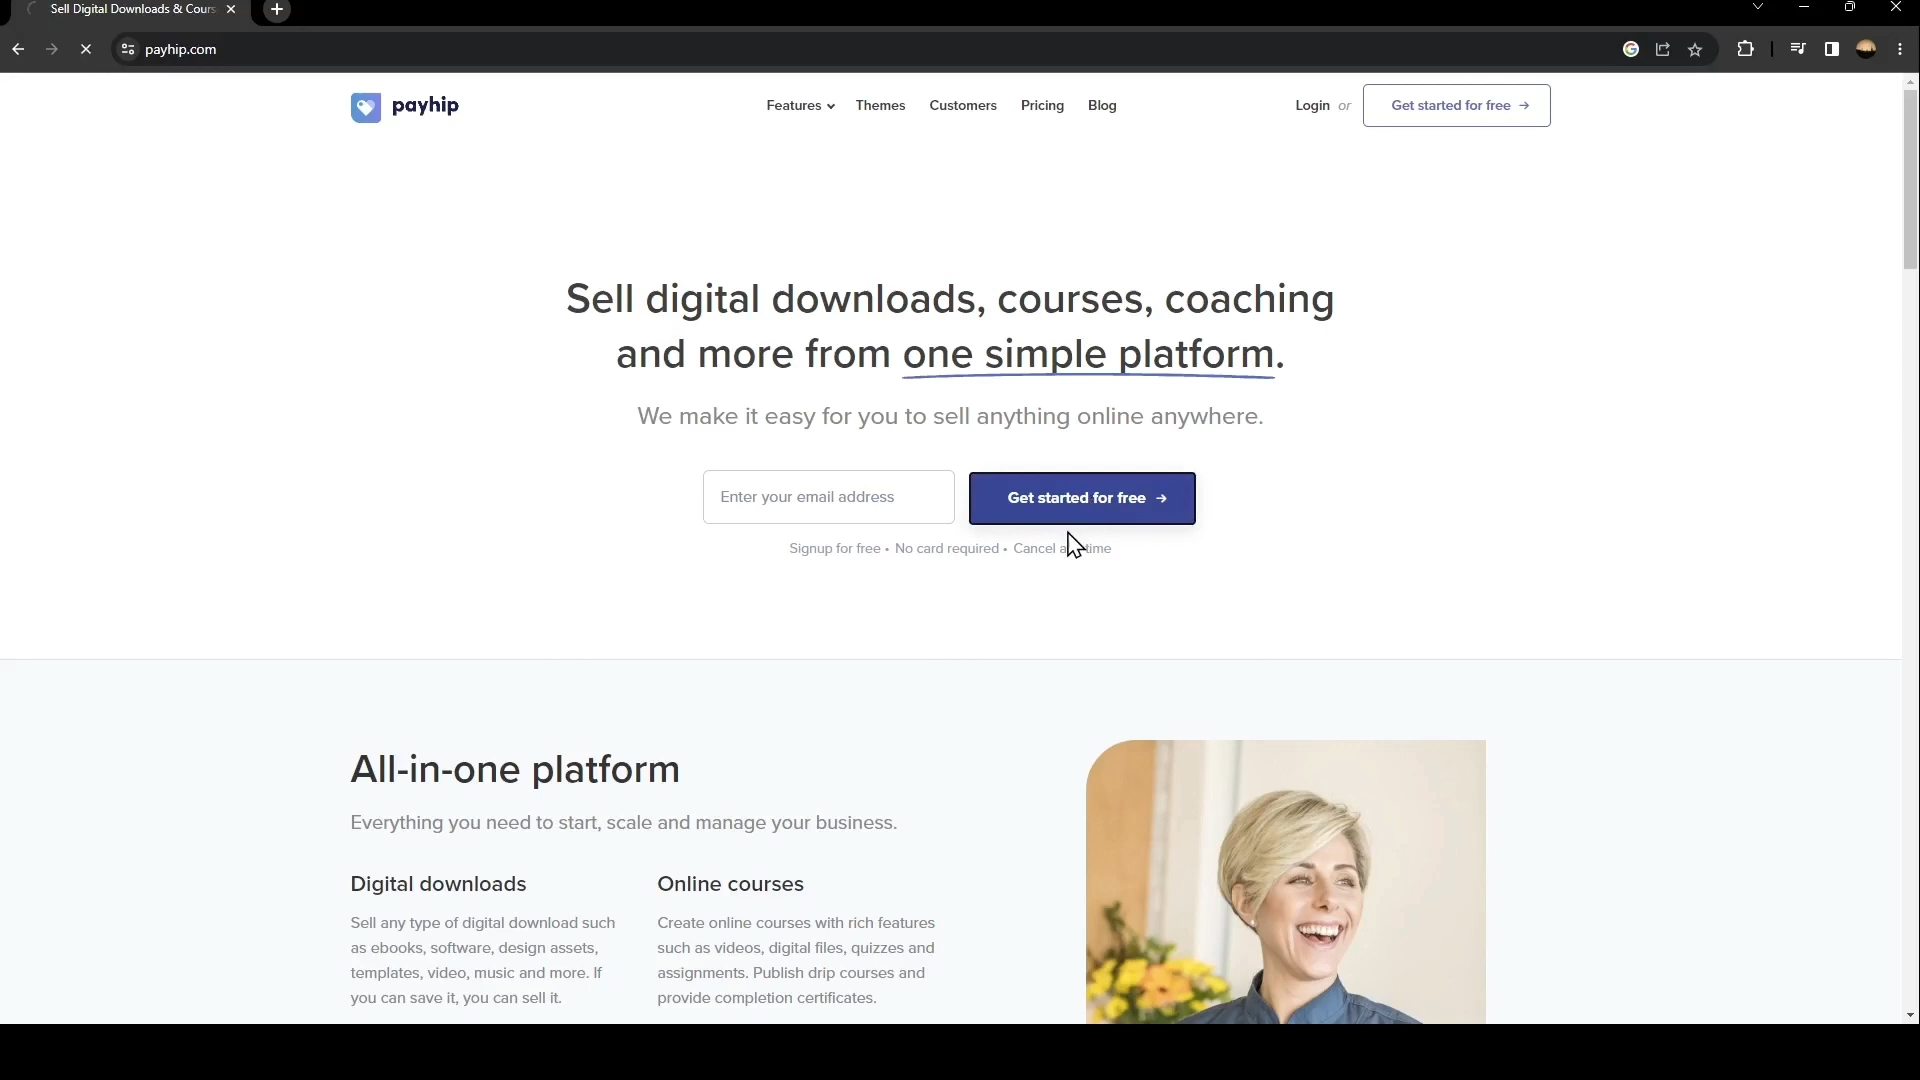 Sell Digital Downloads & Cours
payhip.com
payhip
Features
Themes
Customers
Pricing
Blog
Login or
Get started for free →
Sell digital downloads, courses, coaching
and more from one simple platform.
We make it easy for you to sell anything online anywhere.
Enter your email address
Get started for free →
Signup for free • No card required • Cancel a time
All-in-one platform
Everything you need to start, scale and manage your business.
Digital downloads
Sell any type of digital download such
as ebooks, software, design assets,
templates, video, music and more. If
you can save it, you can sell it.
Online courses
Create online courses with rich features
such as videos, digital files, quizzes and
assignments. Publish drip courses and
provide completion certificates.